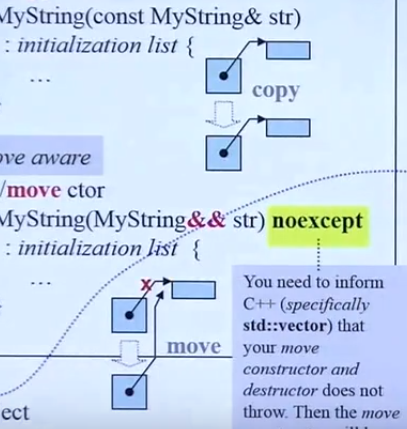 MyString(const MyString& str)
: initialization list {
...
copy
ove aware
/move ctor
MyString(MyString&& str) noexcept
: initialization list {
...
x
move
You need to inform
C++ (specifically
std::vector) that
your move
constructor and
destructor does not
throw. Then the move
ect